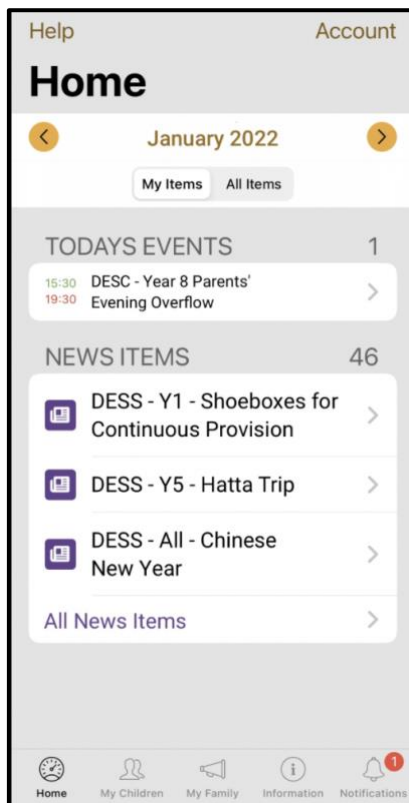 Help Account
Home
January 2022
My Items All Items
TODAYS EVENTS 1
15:30 DESC - Year 8 Parents'
19:30 Evening Overflow
NEWS ITEMS 46
DESS - Y1 - Shoeboxes for
Continuous Provision
DESS - Y5 - Hatta Trip
DESS - All - Chinese
New Year
All News Items
1
Home My Children My Family Information Notifications